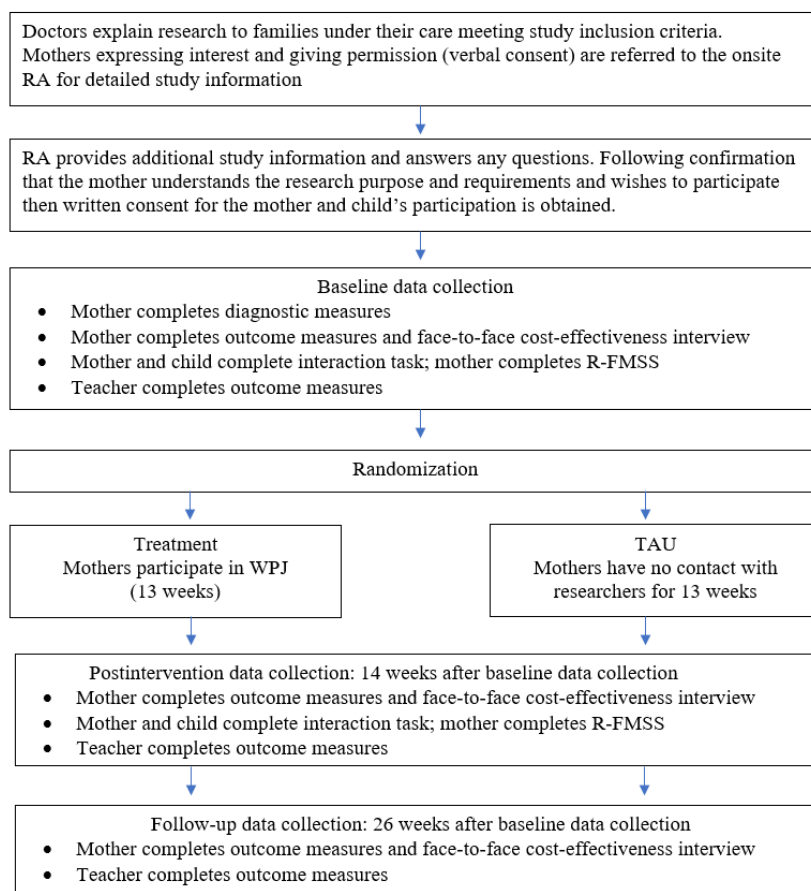 Doctors explain research to families under their care meeting study inclusion criteria.
Mothers expressing interest and giving permission (verbal consent) are referred to the onsite
RA for detailed study information
RA provides additional study information and answers any questions. Following confirmation
that the mother understands the research purpose and requirements and wishes to participate
then written consent for the mother and child’s participation is obtained.
Baseline data collection
• Mother completes diagnostic measures
• Mother completes outcome measures and face-to-face cost-effectiveness interview
• Mother and child complete interaction task; mother completes R-FMSS
• Teacher completes outcome measures
Randomization
Treatment
Mothers participate in WPJ
(13 weeks)
TAU
Mothers have no contact with
researchers for 13 weeks
Postintervention data collection: 14 weeks after baseline data collection
• Mother completes outcome measures and face-to-face cost-effectiveness interview
• Mother and child complete interaction task; mother completes R-FMSS
• Teacher completes outcome measures
Follow-up data collection: 26 weeks after baseline data collection
• Mother completes outcome measures and face-to-face cost-effectiveness interview
• Teacher completes outcome measures